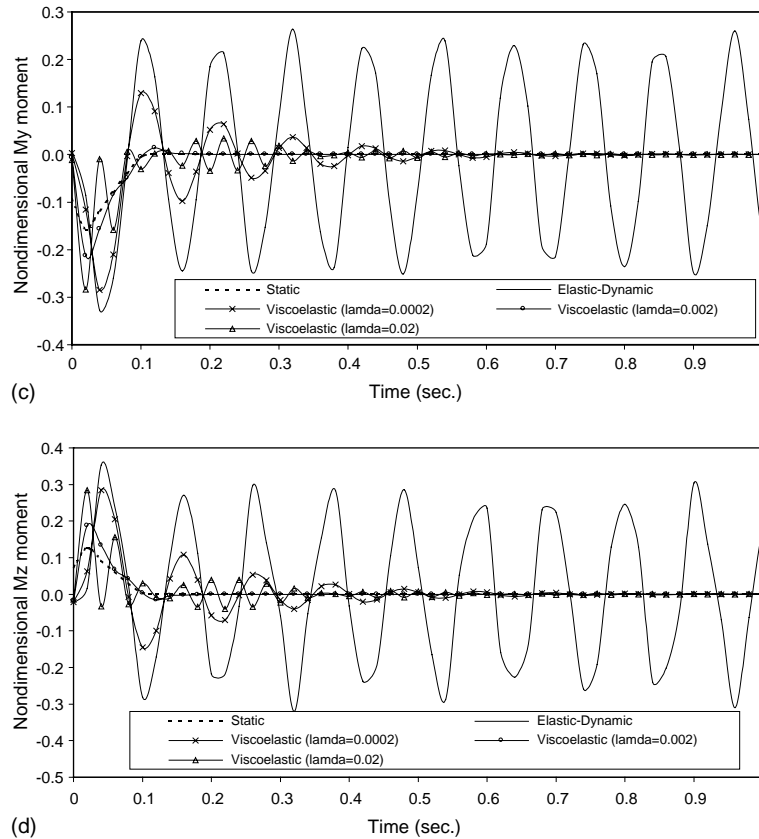 0.3
0.2
0.1
0.0
-0.1
-0.2
-0.3
-0.4
Nondimensional My moment
Static
Elastic-Dynamic
Viscoelastic (lamda=0.0002)
Viscoelastic (lamda=0.002)
Viscoelastic (lamda=0.02)
0 0.1 0.2 0.3 0.4 0.5 0.6 0.7 0.8 0.9
(c)
Time (sec.)
0.4
0.3
0.2
0.1
0.0
-0.1
-0.2
-0.3
-0.4
-0.5
Nondimensional Mz moment
Static
Elastic-Dynamic
Viscoelastic (lamda=0.0002)
Viscoelastic (lamda=0.002)
Viscoelastic (lamda=0.02)
0 0.1 0.2 0.3 0.4 0.5 0.6 0.7 0.8 0.9
(d)
Time (sec.)